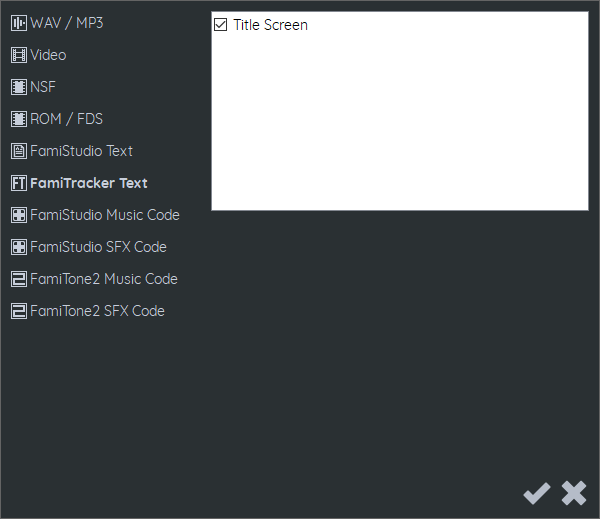 WAV / MP3
Video
NSF
ROM / FDS
FamiStudio Text
FT FamiTracker Text
FamiStudio Music Code
FamiStudio SFX Code
FamiTone2 Music Code
FamiTone2 SFX Code
Title Screen